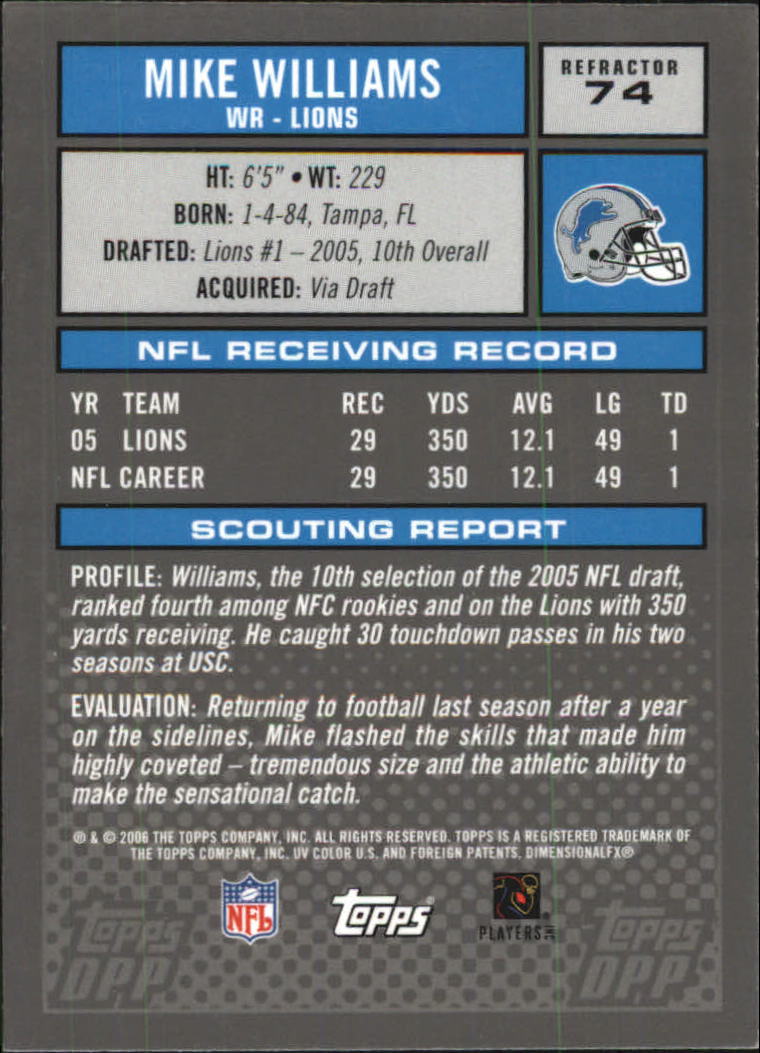 MIKE WILLIAMS
WR - LIONS
REFRACTOR
74
HT: 6'5" • WT: 229
BORN: 1-4-84, Tampa, FL
DRAFTED: Lions #1 – 2005, 10th Overall
ACQUIRED: Via Draft
NFL RECEIVING RECORD
YR TEAM REC YDS AVG LG TD
05 LIONS 29 350 12.1 49 1
NFL CAREER 29 350 12.1 49 1
SCOUTING REPORT
PROFILE: Williams, the 10th selection of the 2005 NFL draft,
ranked fourth among NFC rookies and on the Lions with 350
yards receiving. He caught 30 touchdown passes in his two
seasons at USC.
EVALUATION: Returning to football last season after a year
on the sidelines, Mike flashed the skills that made him
highly coveted – tremendous size and the athletic ability to
make the sensational catch.
® & © 2006 THE TOPPS COMPANY, INC. ALL RIGHTS RESERVED. TOPPS IS A REGISTERED TRADEMARK OF
THE TOPPS COMPANY, INC. UV COLOR U.S. AND FOREIGN PATENTS, DIMENSIONALFX®
NFL
Topps®
PLAYERS INC
Topps
DPP
Topps
DPP